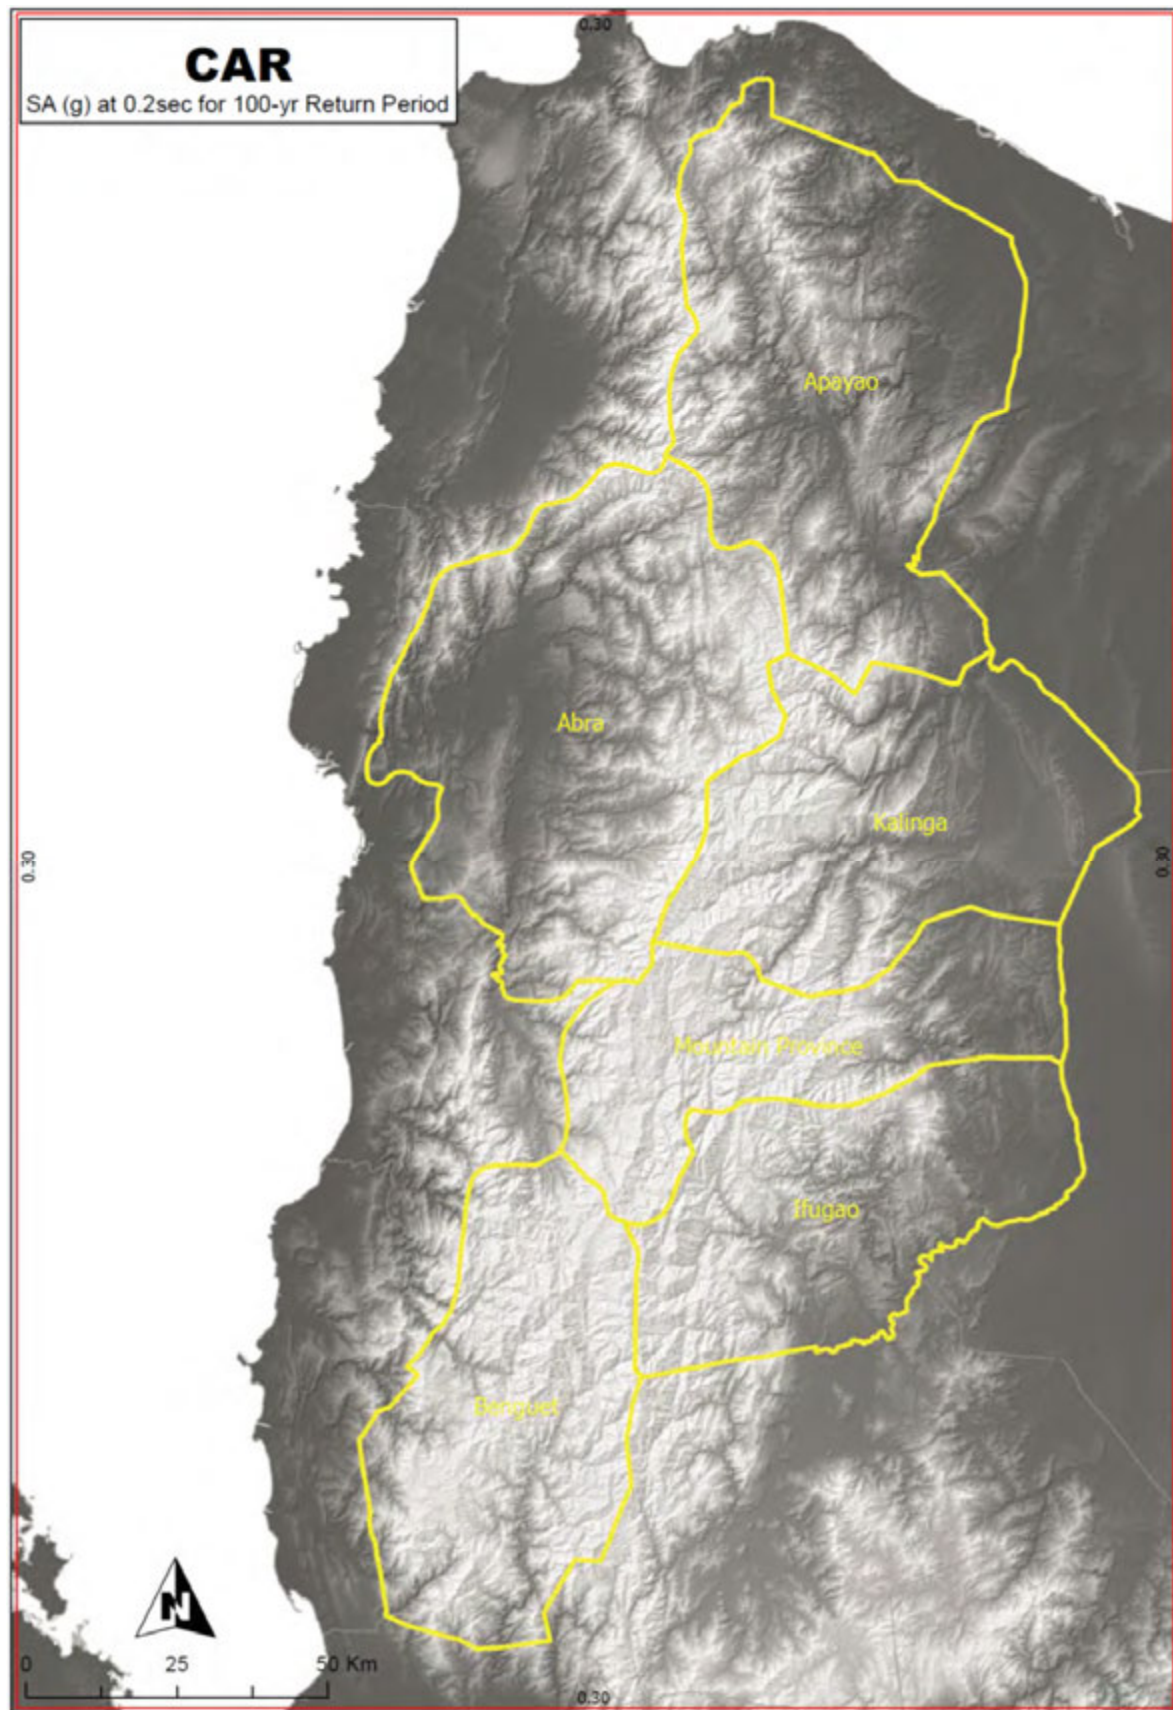 0.30
CAR
SA (g) at 0.2sec for 100-yr Return Period
Apayao
Abra
Kalinga
0.30
0.30
Mountain Province
Ifugao
Benguet
N
0 25 50 Km
0.30